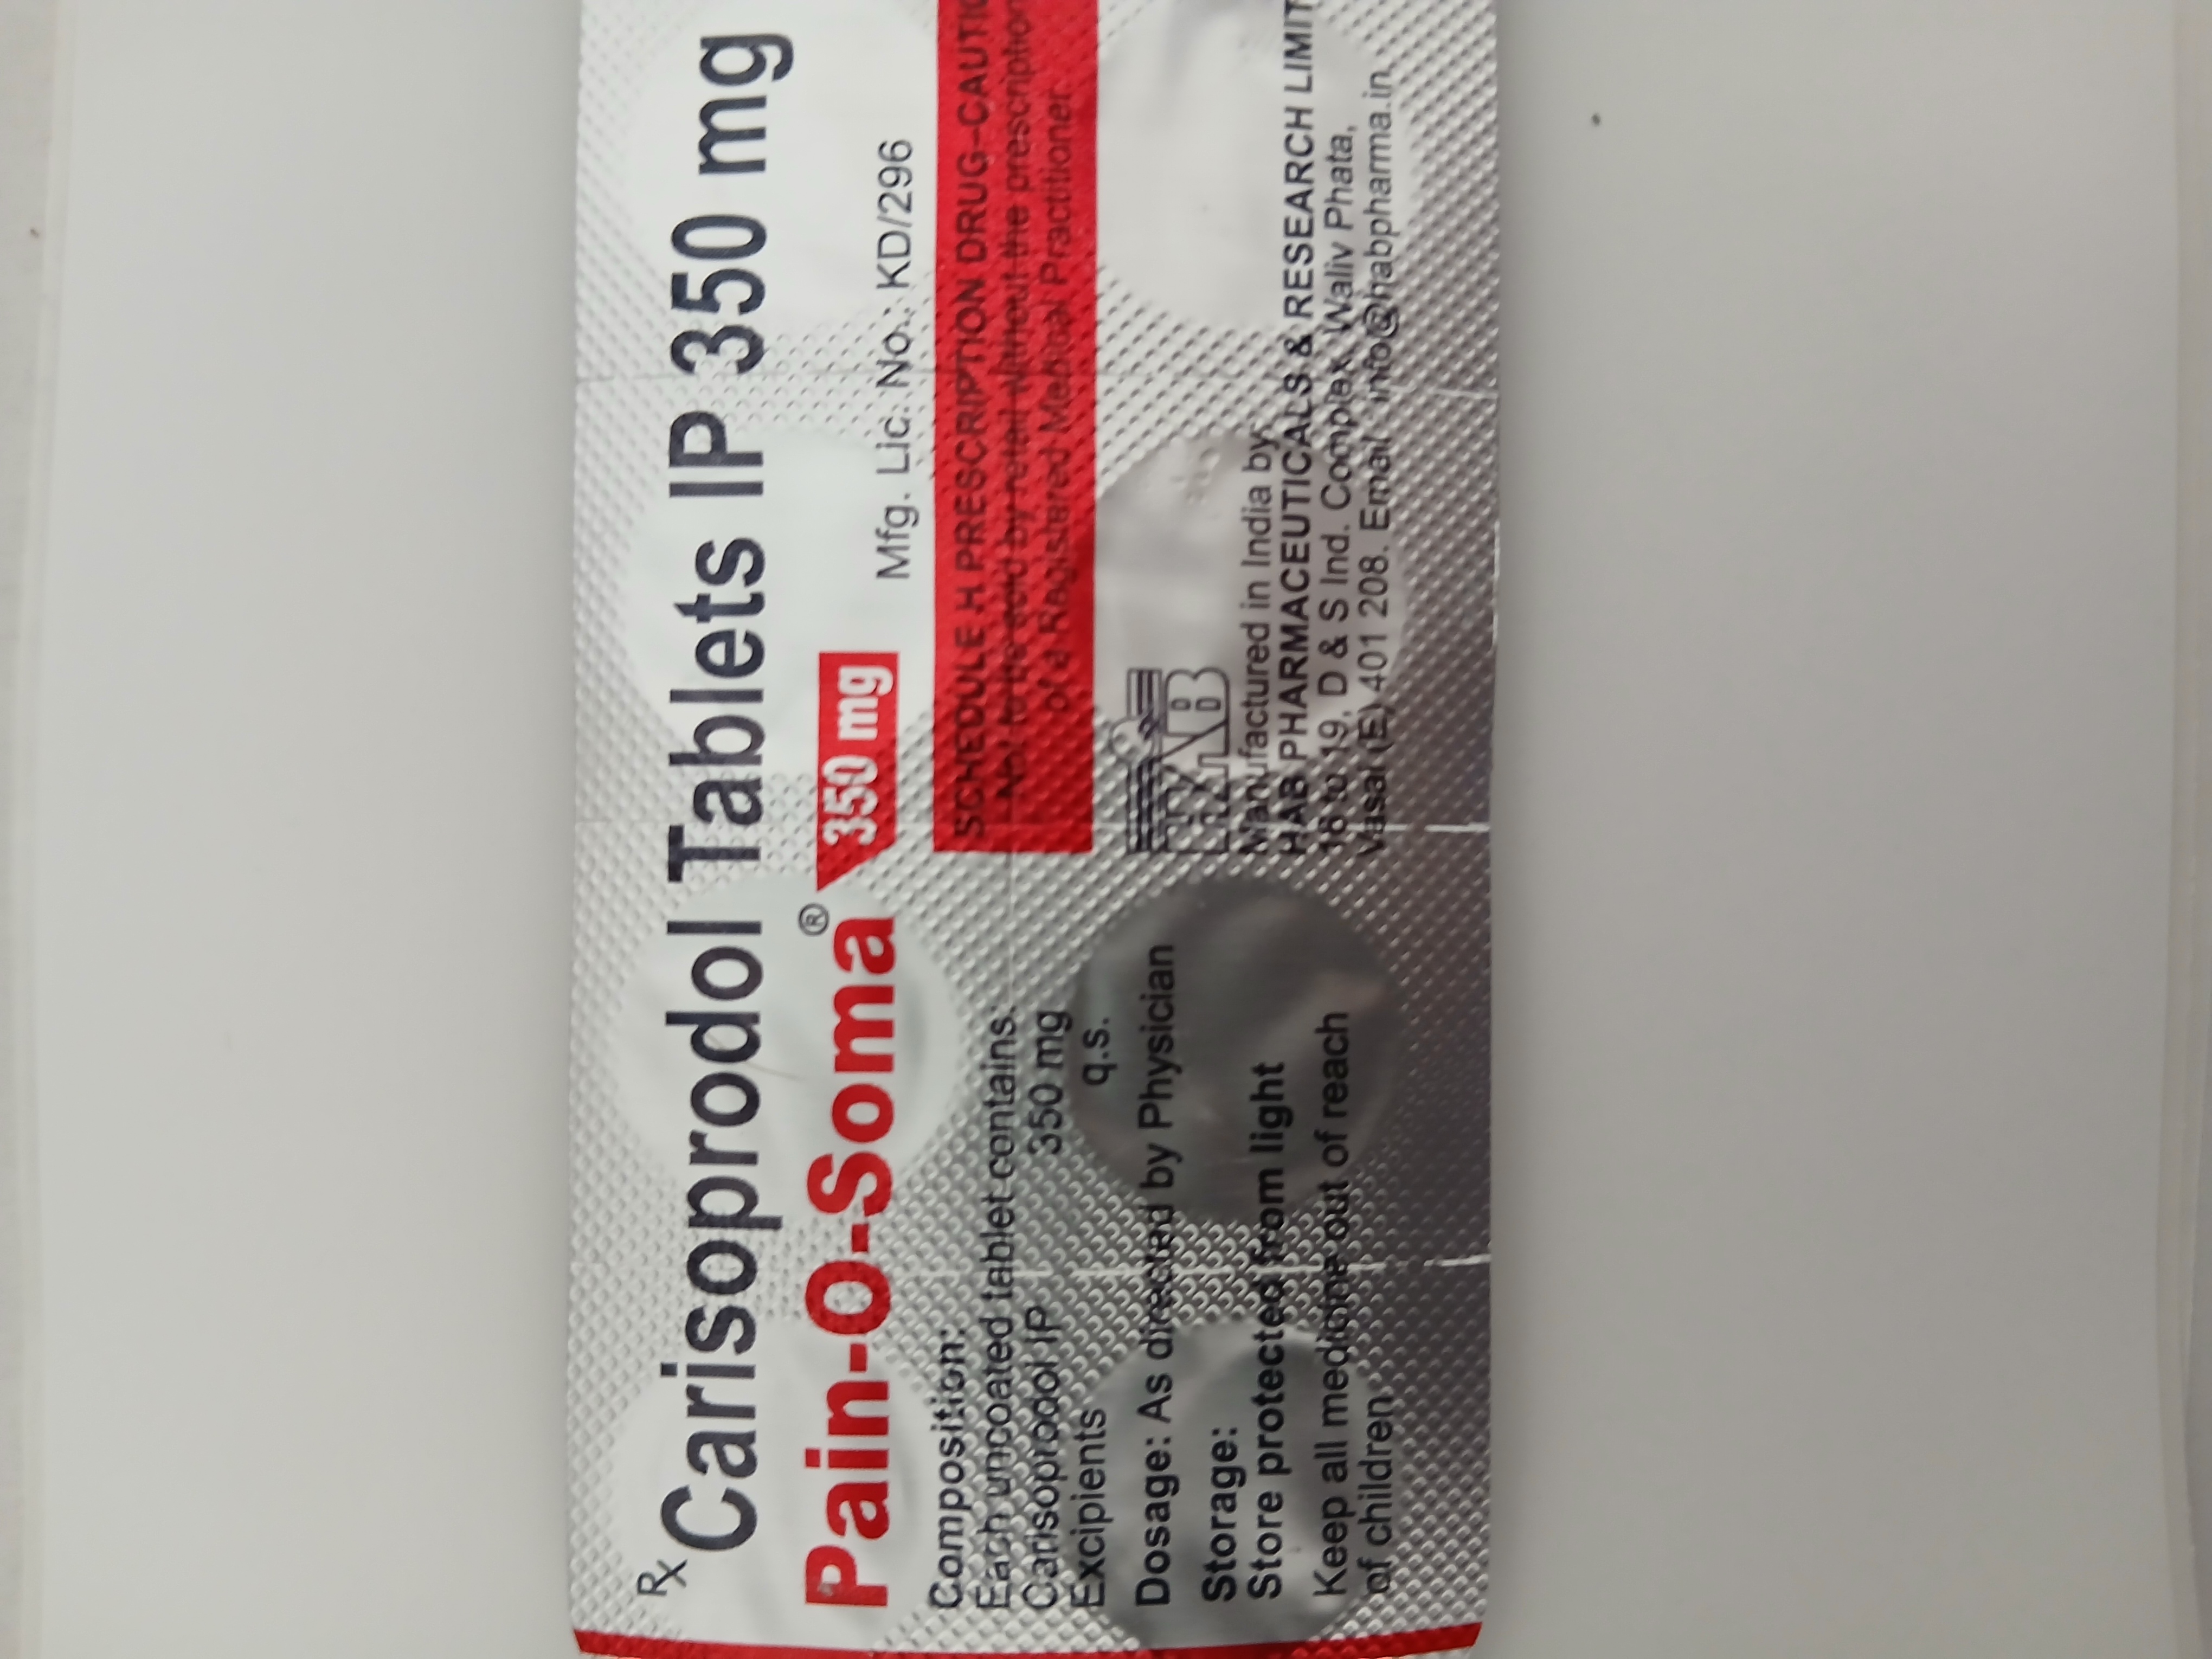 Rx
Carisoprodol Tablets IP 350 mg
Pain-O-Soma® 350 mg
Mfg. Lic. No.: KD/296
Composition:
Each uncoated tablet contains:
Carisoprodol IP 350 mg
Excipients q.s.
Dosage: As directed by Physician
Storage:
Store protected from light
Keep all medicine out of reach
of children
SCHEDULE H PRESCRIPTION DRUG-CAUTIO
Not to be sold by retail without the prescription
of a Registered Medical Practitioner.
HAB
Manufactured in India by:
HAB PHARMACEUTICALS & RESEARCH LIMIT
18 to 19, D & S Ind. Complex, Waliv Phata,
Vasai (E) 401 208. Email info@habpharma.in